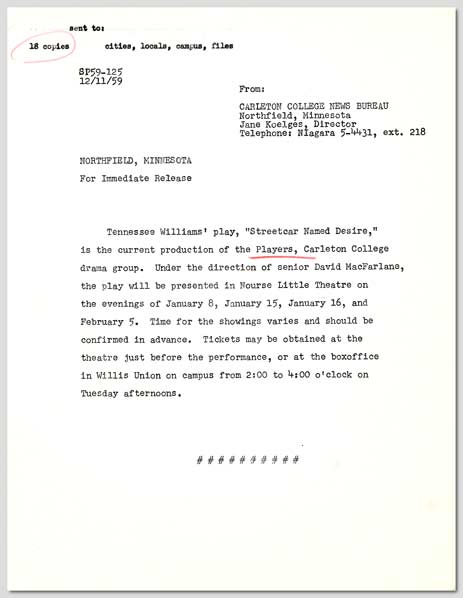 sent to:
18 copies cities, locals, campus, files
SP59-125
12/11/59
From:
CARLETON COLLEGE NEWS BUREAU
Northfield, Minnesota
Jane Koelges, Director
Telephone: NIagara 5-4431, ext. 218
NORTHFIELD, MINNESOTA
For Immediate Release
Tennessee Williams' play, "Streetcar Named Desire,"
is the current production of the Players, Carleton College
drama group. Under the direction of senior David MacFarlane,
the play will be presented in Nourse Little Theatre on
the evenings of January 8, January 15, January 16, and
February 5. Time for the showings varies and should be
confirmed in advance. Tickets may be obtained at the
theatre just before the performance, or at the boxoffice
in Willis Union on campus from 2:00 to 4:00 o'clock on
Tuesday afternoons.
# # # # # # # # # #